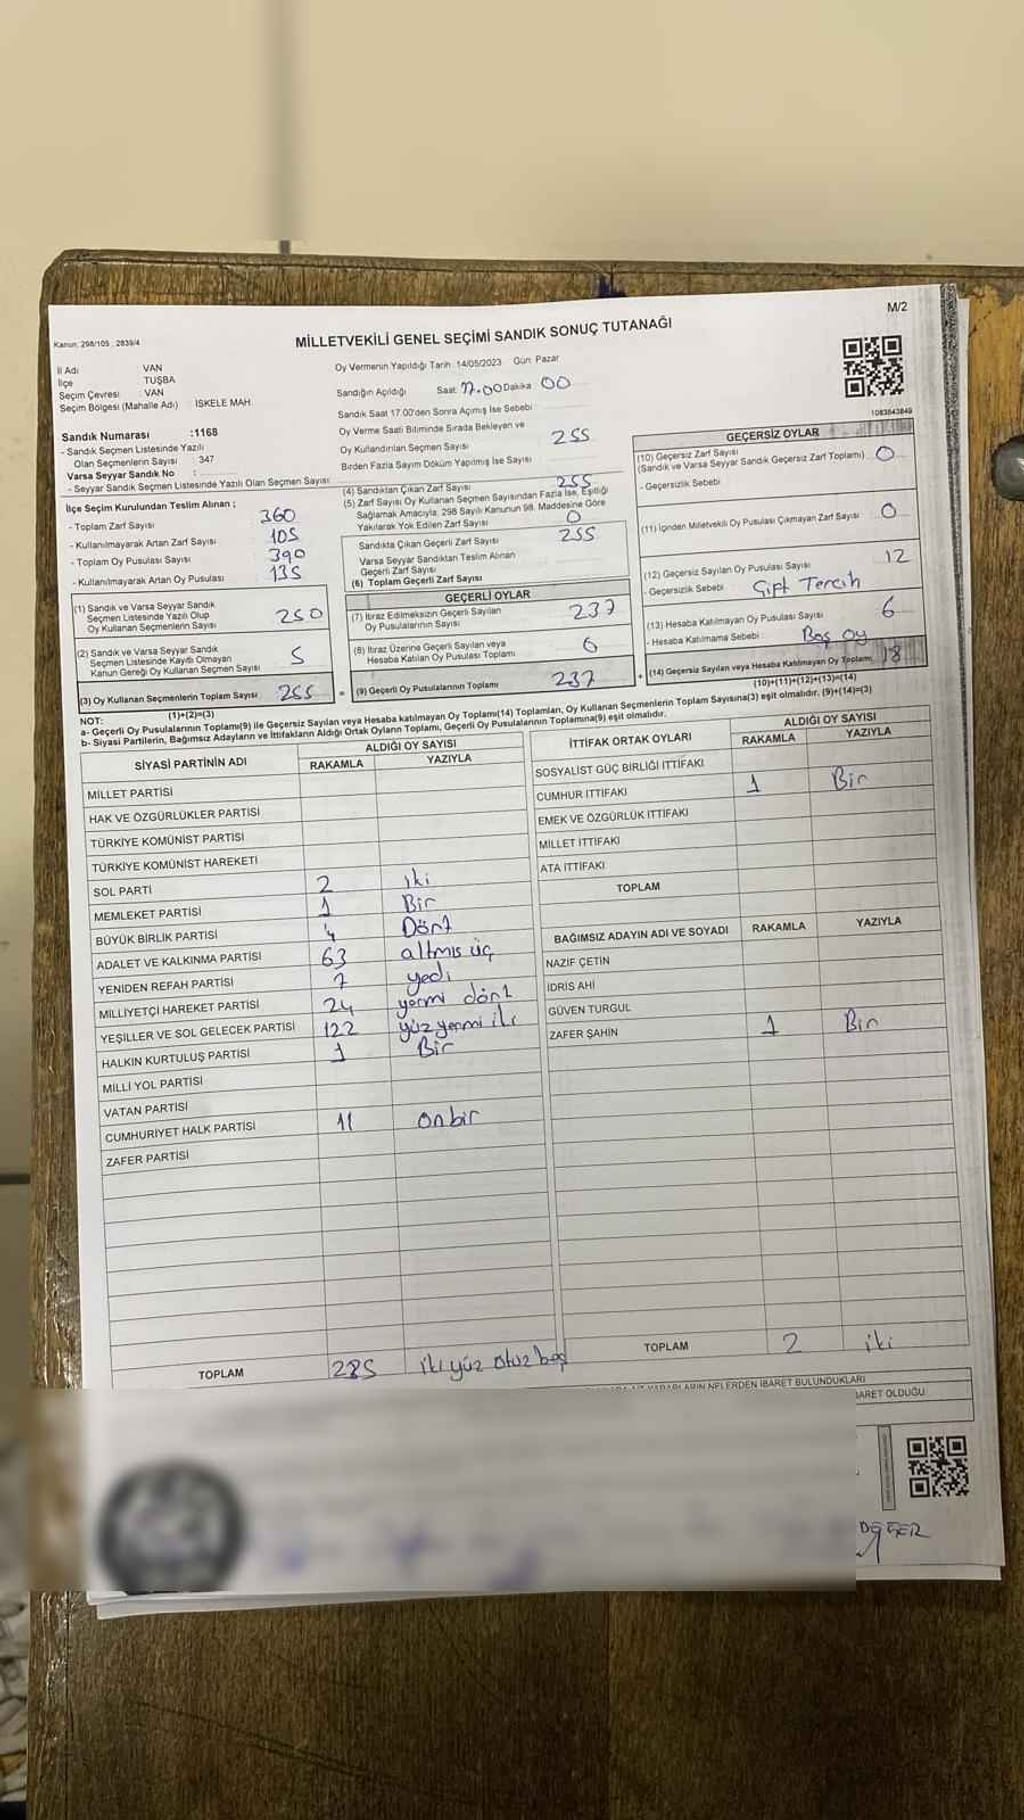 M/2
Kanun: 298/105 ; 2839/4
MİLLETVEKİLİ GENEL SEÇİMİ SANDIK SONUÇ TUTANAĞI
İl Adı VAN
İlçe TUŞBA
Seçim Çevresi : VAN
Seçim Bölgesi (Mahalle Adı) : İSKELE MAH.
Sandık Numarası :1168
- Sandık Seçmen Listesinde Yazılı
Olan Seçmenlerin Sayısı : 347
Varsa Seyyar Sandık No :
- Seyyar Sandık Seçmen Listesinde Yazılı Olan Seçmen Sayısı
Oy Vermenin Yapıldığı Tarih: 14/05/2023 Gün: Pazar
Sandığın Açıldığı Saat: 17.00 Dakika 00
Sandık Saat 17.00'den Sonra Açılmış İse Sebebi
Oy Verme Saati Bitiminde Sırada Bekleyen ve
Oy Kullandırılan Seçmen Sayısı 255
Birden Fazla Sayım Döküm Yapılmış İse Sayısı
1083843849
İlçe Seçim Kurulundan Teslim Alınan ;
- Toplam Zarf Sayısı 360
- Kullanılmayarak Artan Zarf Sayısı 105
- Toplam Oy Pusulası Sayısı 390
- Kullanılmayarak Artan Oy Pusulası 135
(1) Sandık ve Varsa Seyyar Sandık
Seçmen Listesinde Yazılı Olup
Oy Kullanan Seçmenlerin Sayısı 250
(2) Sandık ve Varsa Seyyar Sandık
Seçmen Listesinde Kayıtlı Olmayan
Kanun Gereği Oy Kullanan Seçmen Sayısı 5
(3) Oy Kullanan Seçmenlerin Toplam Sayısı 255
(1)+(2)=(3)
(4) Sandıktan Çıkan Zarf Sayısı 255
(5) Zarf Sayısı Oy Kullanan Seçmen Sayısından Fazla İse, Eşitliği
Sağlamak Amacıyla, 298 Sayılı Kanunun 98. Maddesine Göre
Yakılarak Yok Edilen Zarf Sayısı 0
Sandıkta Çıkan Geçerli Zarf Sayısı 255
Varsa Seyyar Sandıktan Teslim Alınan
Geçerli Zarf Sayısı
(6) Toplam Geçerli Zarf Sayısı
GEÇERLİ OYLAR
(7) İtiraz Edilmeksizin Geçerli Sayılan
Oy Pusulalarının Sayısı 237
(8) İtiraz Üzerine Geçerli Sayılan veya
Hesaba Katılan Oy Pusulası Toplamı 0
= (9) Geçerli Oy Pusulalarının Toplamı 237 +
GEÇERSİZ OYLAR
(10) Geçersiz Zarf Sayısı
(Sandık ve Varsa Seyyar Sandık Geçersiz Zarf Toplamı) 0
- Geçersizlik Sebebi
(11) İçinden Milletvekili Oy Pusulası Çıkmayan Zarf Sayısı 0
(12) Geçersiz Sayılan Oy Pusulası Sayısı 12
- Geçersizlik Sebebi Çift Tercih
(13) Hesaba Katılmayan Oy Pusulası Sayısı 6
- Hesaba Katılmama Sebebi : Boş oy
(14) Geçersiz Sayılan veya Hesaba Katılmayan Oy Toplamı 18
(10)+(11)+(12)+(13)=(14)
NOT:
a- Geçerli Oy Pusulalarının Toplamı(9) ile Geçersiz Sayılan veya Hesaba katılmayan Oy Toplamı(14) Toplamları, Oy Kullanan Seçmenlerin Toplam Sayısına(3) eşit olmalıdır. (9)+(14)=(3)
b- Siyasi Partilerin, Bağımsız Adayların ve İttifakların Aldığı Ortak Oyların Toplamı, Geçerli Oy Pusulalarının Toplamına(9) eşit olmalıdır.
SİYASİ PARTİNİN ADI ALDIĞI OY SAYISI
RAKAMLA YAZIYLA
MİLLET PARTİSİ
HAK VE ÖZGÜRLÜKLER PARTİSİ
TÜRKİYE KOMÜNİST PARTİSİ
TÜRKİYE KOMÜNİST HAREKETİ
SOL PARTİ 2 iki
MEMLEKET PARTİSİ 1 Bir
BÜYÜK BİRLİK PARTİSİ 4 Dört
ADALET VE KALKINMA PARTİSİ 63 altmış üç
YENİDEN REFAH PARTİSİ 7 yedi
MİLLİYETÇİ HAREKET PARTİSİ 24 yermi dört
YEŞİLLER VE SOL GELECEK PARTİSİ 122 yüz yermi iki
HALKIN KURTULUŞ PARTİSİ 1 Bir
MİLLİ YOL PARTİSİ
VATAN PARTİSİ
CUMHURİYET HALK PARTİSİ 11 onbir
ZAFER PARTİSİ
TOPLAM 235 iki yüz otuz beş
İTTİFAK ORTAK OYLARI ALDIĞI OY SAYISI
RAKAMLA YAZIYLA
SOSYALİST GÜÇ BİRLİĞİ İTTİFAKI
CUMHUR İTTİFAKI 1 Bir
EMEK VE ÖZGÜRLÜK İTTİFAKI
MİLLET İTTİFAKI
ATA İTTİFAKI
TOPLAM
BAĞIMSIZ ADAYIN ADI VE SOYADI RAKAMLA YAZIYLA
NAZİF ÇETİN
İDRİS AHİ
GÜVEN TURGUL
ZAFER ŞAHİN 1 Bir
TOPLAM 2 iki
NELERDEN İBARET BULUNDUKLARI
BARET OLDUĞU